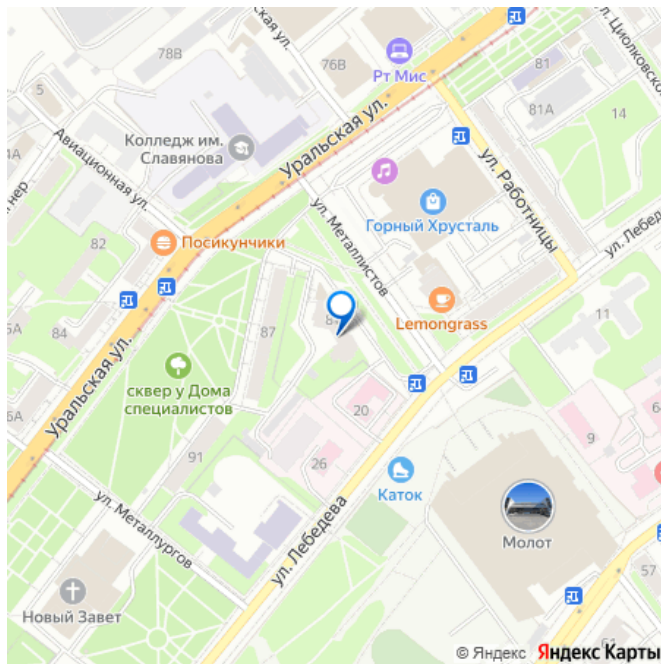 78В
76В
Рт Мис
81
ул. Циолковского
5
81А
14
Колледж им.
Славянова
Уральская ул.
Авиационная ул.
ул. Работницы
Горный Хрусталь
ул. Металлистов
82
Посикунчики
ул. Лебедева
Lemongrass
84
87
11
Уральская ул.
сквер у Дома
специалистов
20
9
6
91
26
Каток
ул. Лебедева
Молот
ул. Металлургов
Новый Завет
57
61
© Яндекс Яндекс Карты